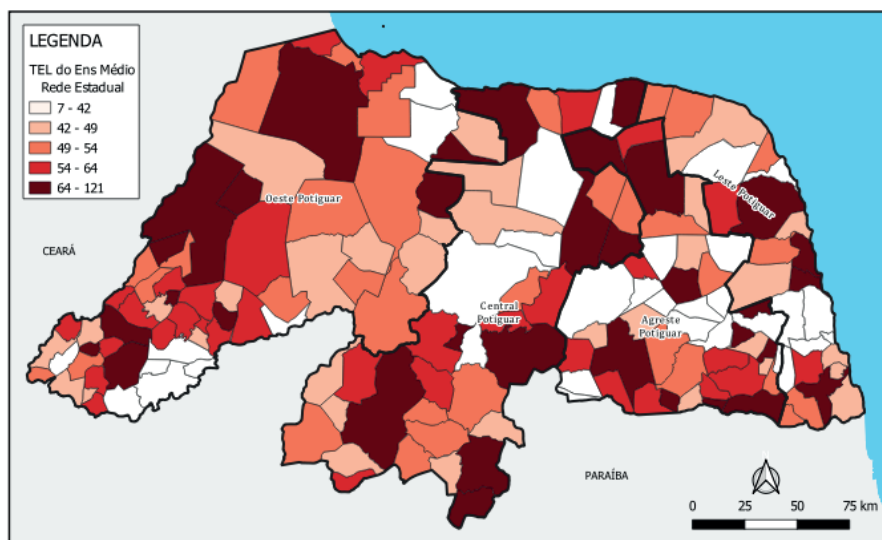 LEGENDA
TEL do Ens Médio
Rede Estadual
7 - 42
42 - 49
49 - 54
54 - 64
64 - 121
Leste Potiguar
Oeste Potiguar
CEARÁ
Central
Potiguar
Agreste
Potiguar
PARAÍBA
N
0 25 50 75 km